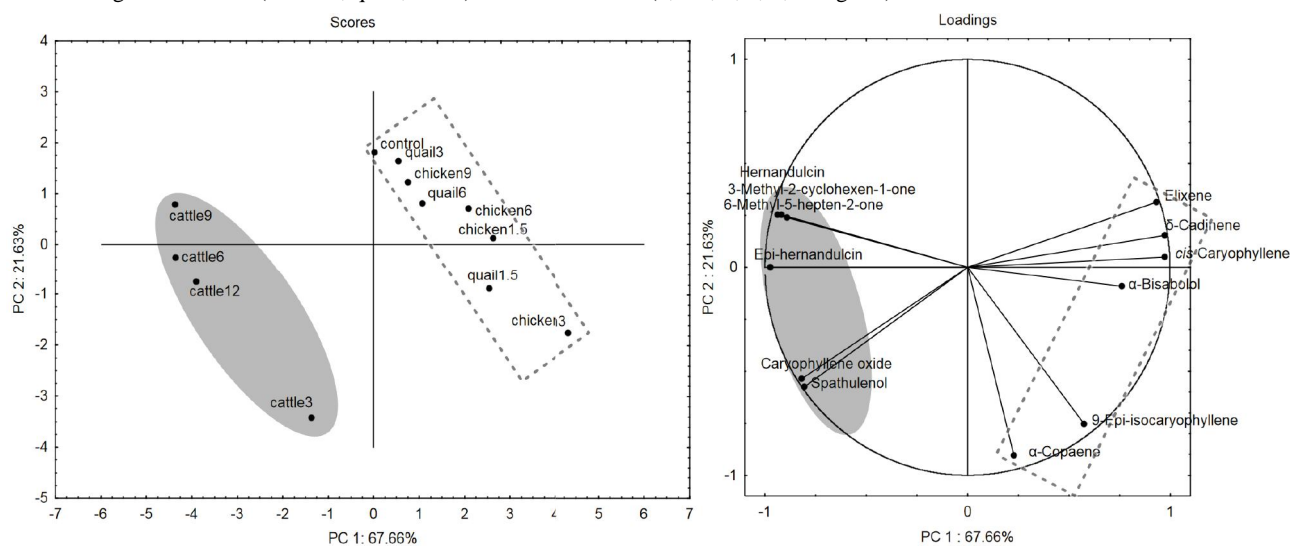 Scores
4
3
2
1
0
-1
-2
-3
-4
-5
PC 2: 21.63%
control
quail3
chicken9
quail6
chicken6
chicken1.5
quail1.5
chicken3
cattle9
cattle6
cattle12
cattle3
-7 -6 -5 -4 -3 -2 -1 0 1 2 3 4 5 6 7
PC 1: 67.66%
Loadings
1
0
-1
PC 2 : 21.63%
Hernandulcin
3-Methyl-2-cyclohexen-1-one
6-Methyl-5-hepten-2-one
Epi-hernandulcin
Caryophyllene oxide
Spathulenol
Elixene
δ-Cadinene
cis-Caryophyllene
α-Bisabolol
9-Epi-isocaryophyllene
α-Copaene
-1 0 1
PC 1 : 67.66%